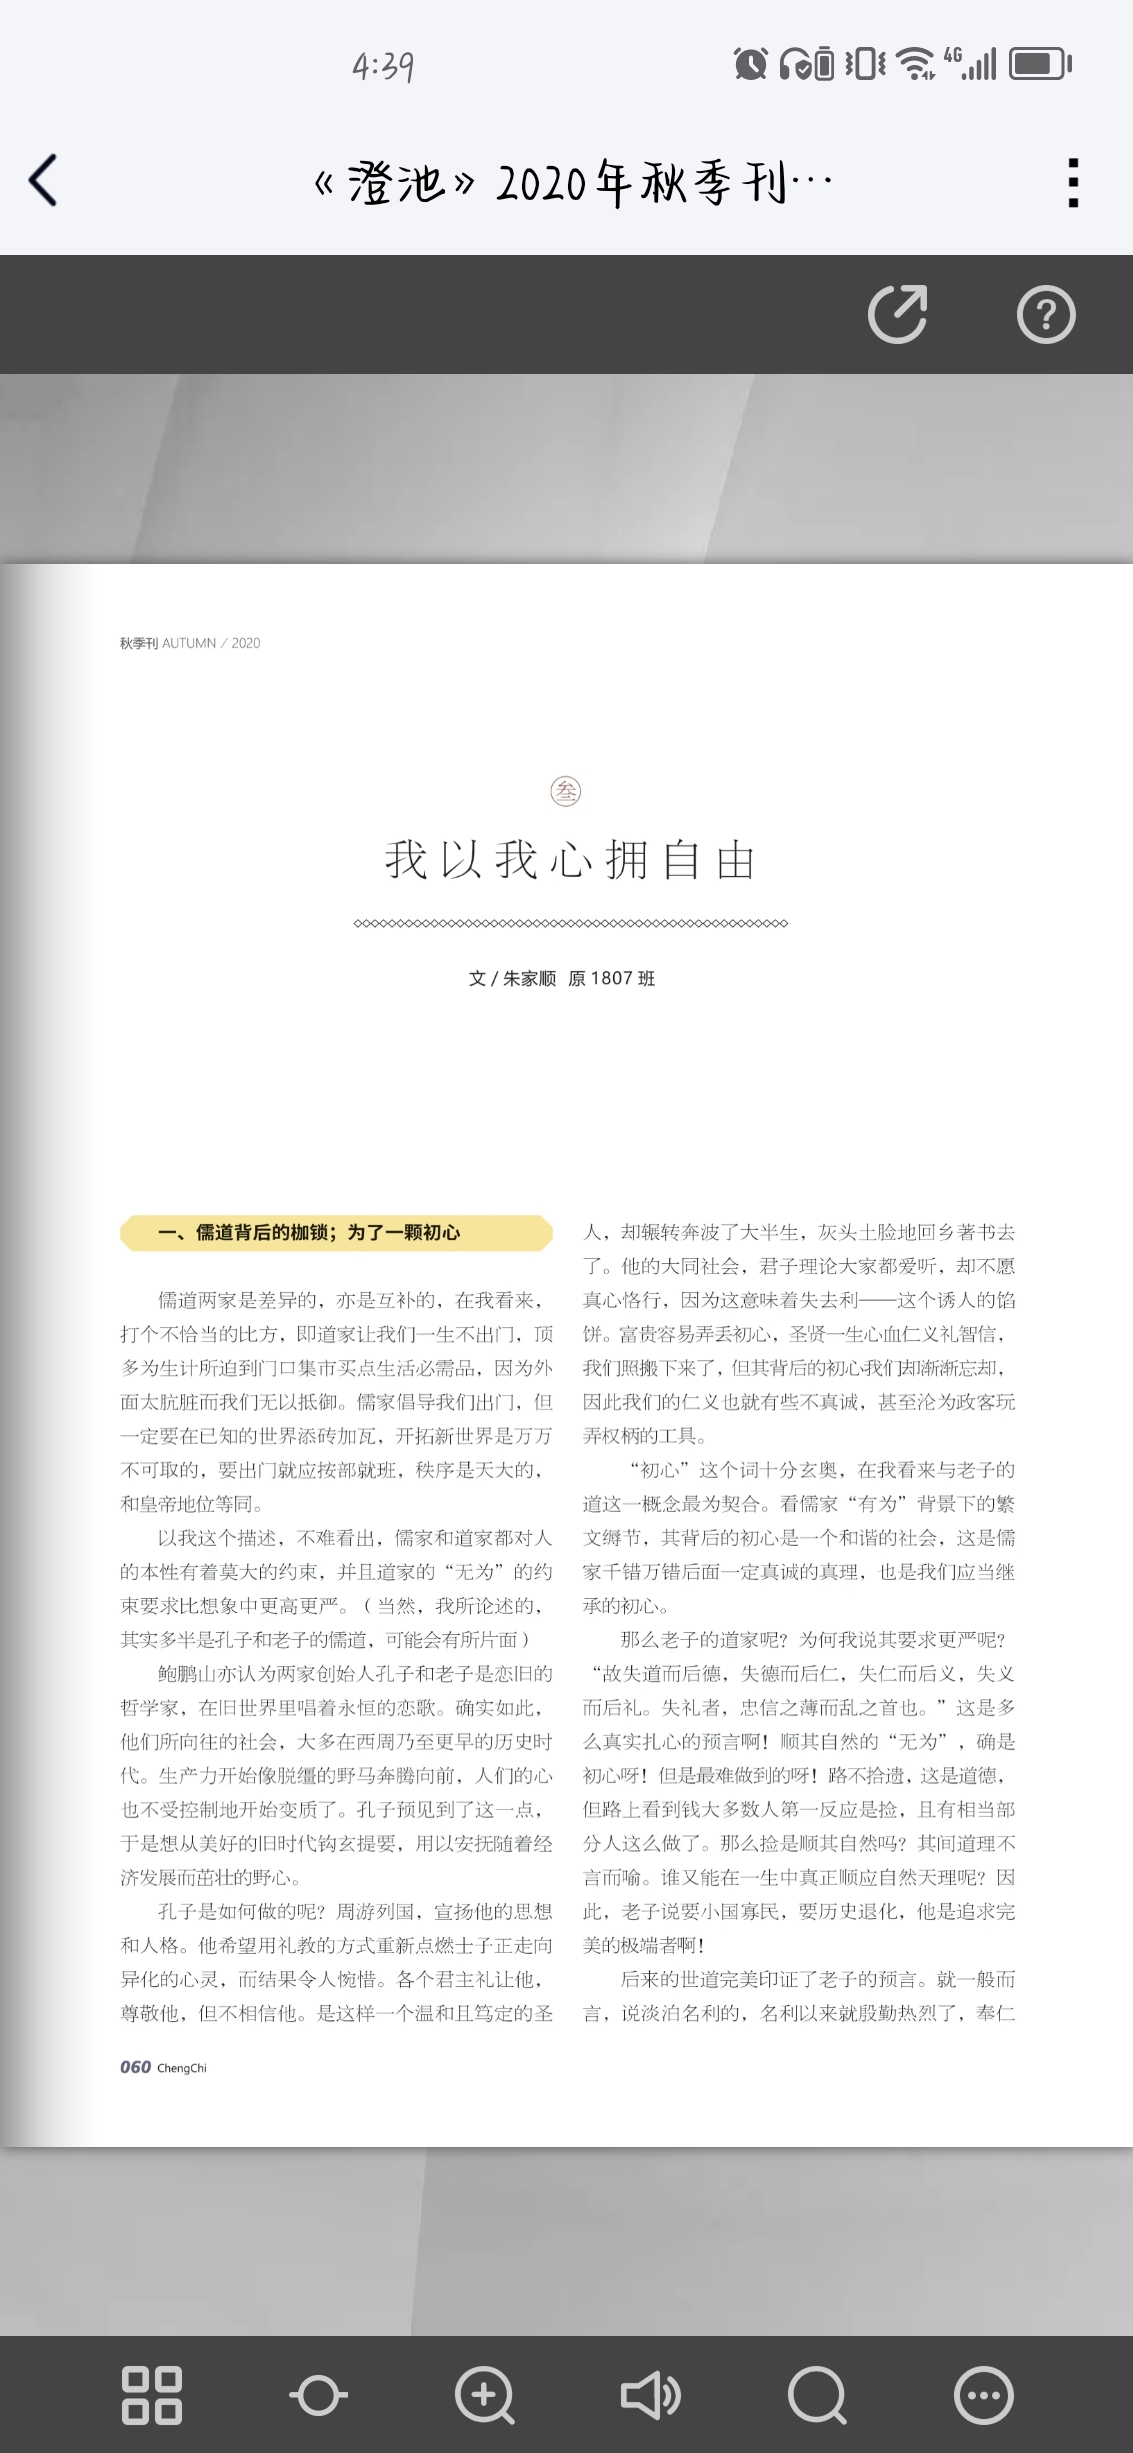 4:39
4G
《澄池》2020年秋季刊…
秋季刊 AUTUMN / 2020
叁
我以我心拥自由
文 / 朱家顺 原 1807 班
一、儒道背后的枷锁；为了一颗初心
儒道两家是差异的，亦是互补的，在我看来，
打个不恰当的比方，即道家让我们一生不出门，顶
多为生计所迫到门口集市买点生活必需品，因为外
面太肮脏而我们无以抵御。儒家倡导我们出门，但
一定要在已知的世界添砖加瓦，开拓新世界是万万
不可取的，要出门就应按部就班，秩序是天大的，
和皇帝地位等同。
以我这个描述，不难看出，儒家和道家都对人
的本性有着莫大的约束，并且道家的“无为”的约
束要求比想象中更高更严。（当然，我所论述的，
其实多半是孔子和老子的儒道，可能会有所片面）
鲍鹏山亦认为两家创始人孔子和老子是恋旧的
哲学家，在旧世界里唱着永恒的恋歌。确实如此，
他们所向往的社会，大多在西周乃至更早的历史时
代。生产力开始像脱缰的野马奔腾向前，人们的心
也不受控制地开始变质了。孔子预见到了这一点，
于是想从美好的旧时代钩玄提要，用以安抚随着经
济发展而茁壮的野心。
孔子是如何做的呢？周游列国，宣扬他的思想
和人格。他希望用礼教的方式重新点燃士子正走向
异化的心灵，而结果令人惋惜。各个君主礼让他，
尊敬他，但不相信他。是这样一个温和且笃定的圣
人，却辗转奔波了大半生，灰头土脸地回乡著书去
了。他的大同社会，君子理论大家都爱听，却不愿
真心恪行，因为这意味着失去利——这个诱人的馅
饼。富贵容易弄丢初心，圣贤一生心血仁义礼智信，
我们照搬下来了，但其背后的初心我们却渐渐忘却，
因此我们的仁义也就有些不真诚，甚至沦为政客玩
弄权柄的工具。
“初心”这个词十分玄奥，在我看来与老子的
道这一概念最为契合。看儒家“有为”背景下的繁
文缛节，其背后的初心是一个和谐的社会，这是儒
家千错万错后面一定真诚的真理，也是我们应当继
承的初心。
那么老子的道家呢？为何我说其要求更严呢？
“故失道而后德，失德而后仁，失仁而后义，失义
而后礼。失礼者，忠信之薄而乱之首也。”这是多
么真实扎心的预言啊！顺其自然的“无为”，确是
初心呀！但是最难做到的呀！路不拾遗，这是道德，
但路上看到钱大多数人第一反应是捡，且有相当部
分人这么做了。那么捡是顺其自然吗？其间道理不
言而喻。谁又能在一生中真正顺应自然天理呢？因
此，老子说要小国寡民，要历史退化，他是追求完
美的极端者啊！
后来的世道完美印证了老子的预言。就一般而
言，说淡泊名利的，名利以来就殷勤热烈了，奉仁
060 ChengChi